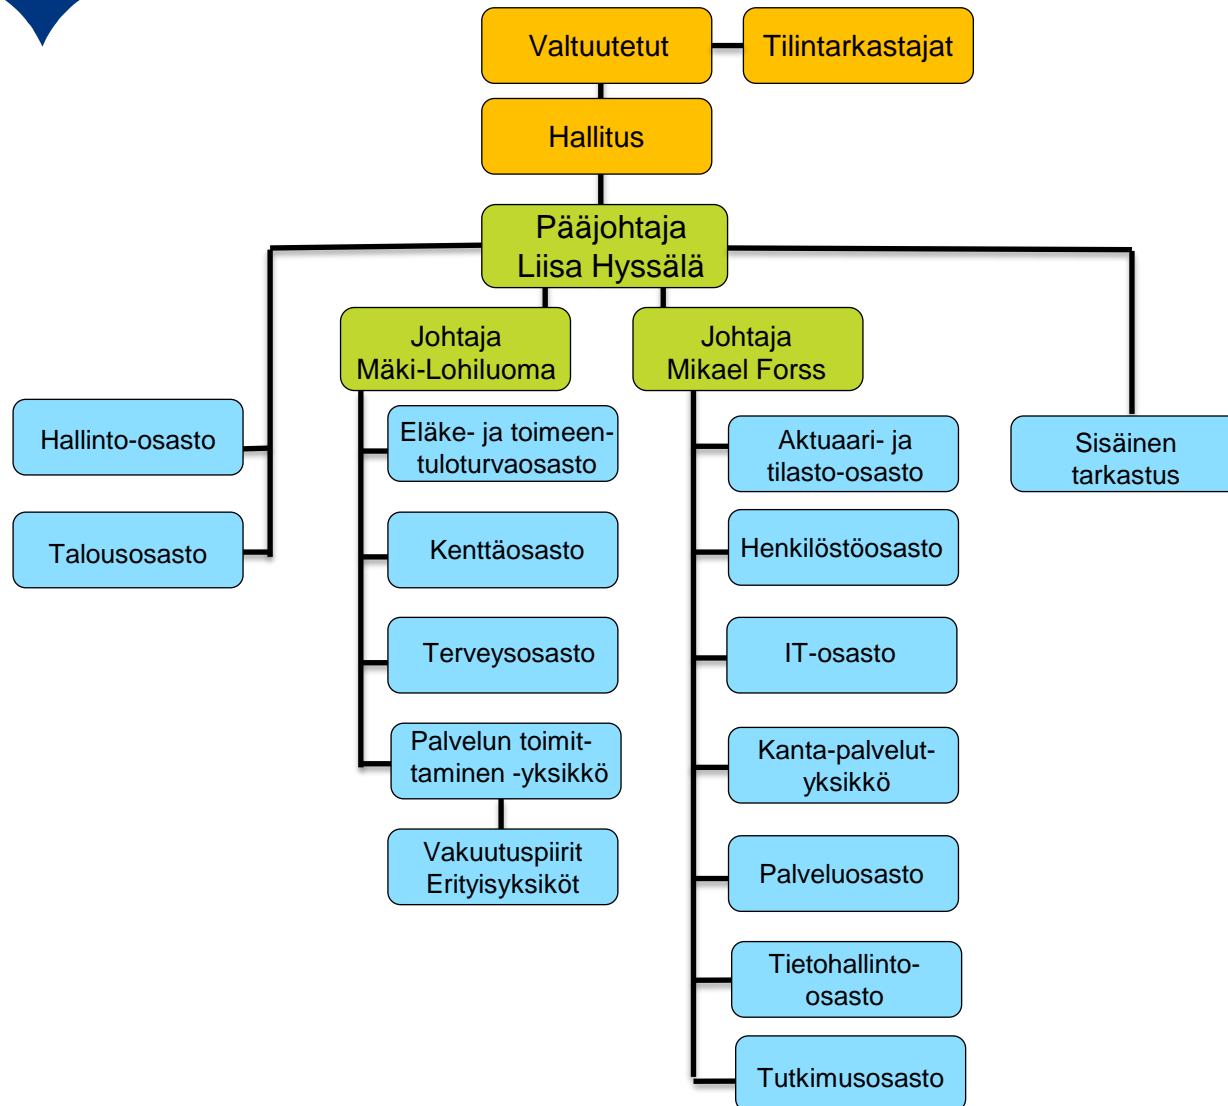 Valtuutetut
Tilintarkastajat
Hallitus
Pääjohtaja
Liisa Hyssälä
Johtaja
Mäki-Lohiluoma
Johtaja
Mikael Forss
Hallinto-osasto
Talousosasto
Eläke- ja toimeen-
tuloturvaosasto
Kenttäosasto
Terveysosasto
Palvelun toimit-
taminen -yksikkö
Vakuutuspiirit
Erityisyksiköt
Aktuaari- ja
tilasto-osasto
Henkilöstöosasto
IT-osasto
Kanta-palvelut-
yksikkö
Palveluosasto
Tietohallinto-
osasto
Tutkimusosasto
Sisäinen
tarkastus